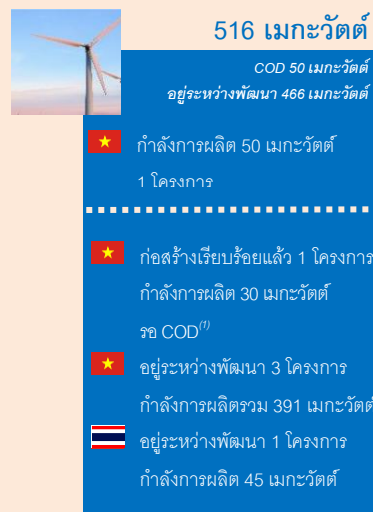 516 เมกะวัตต์
COD 50 เมกะวัตต์
อยู่ระหว่างพัฒนา 466 เมกะวัตต์
กำลังการผลิต 50 เมกะวัตต์
1 โครงการ
ก่อสร้างเรียบร้อยแล้ว 1 โครงการ
กำลังการผลิต 30 เมกะวัตต์
รอ COD(1)
อยู่ระหว่างพัฒนา 3 โครงการ
กำลังการผลิตรวม 391 เมกะวัตต์
อยู่ระหว่างพัฒนา 1 โครงการ
กำลังการผลิต 45 เมกะวัตต์